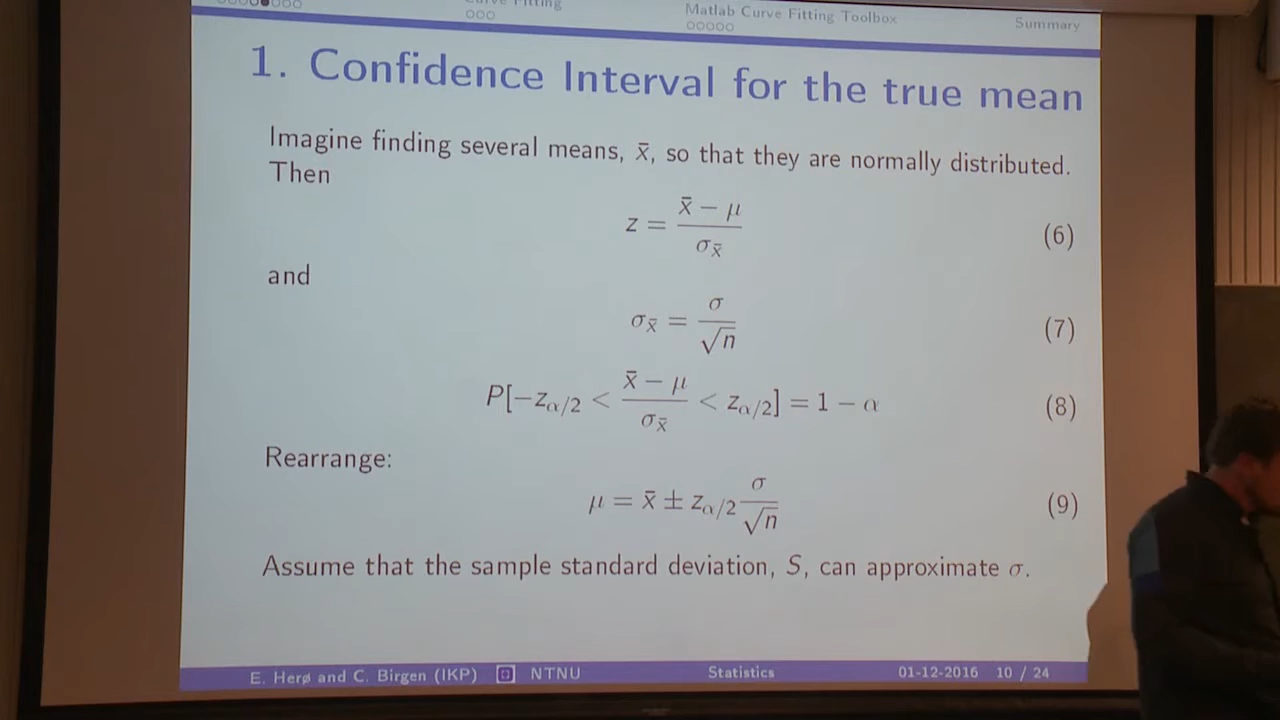 Curve Fitting
Matlab Curve Fitting Toolbox
Summary
1. Confidence Interval for the true mean
Imagine finding several means, x̄, so that they are normally distributed.
Then
z = (x̄ − μ) / σ_x̄ (6)
and
σ_x̄ = σ / √n (7)
P[−z_α/2 < (x̄ − μ) / σ_x̄ < z_α/2] = 1 − α (8)
Rearrange:
μ = x̄ ± z_α/2 σ / √n (9)
Assume that the sample standard deviation, S, can approximate σ.
E. Herø and C. Birgen (IKP) NTNU Statistics 01-12-2016 10 / 24